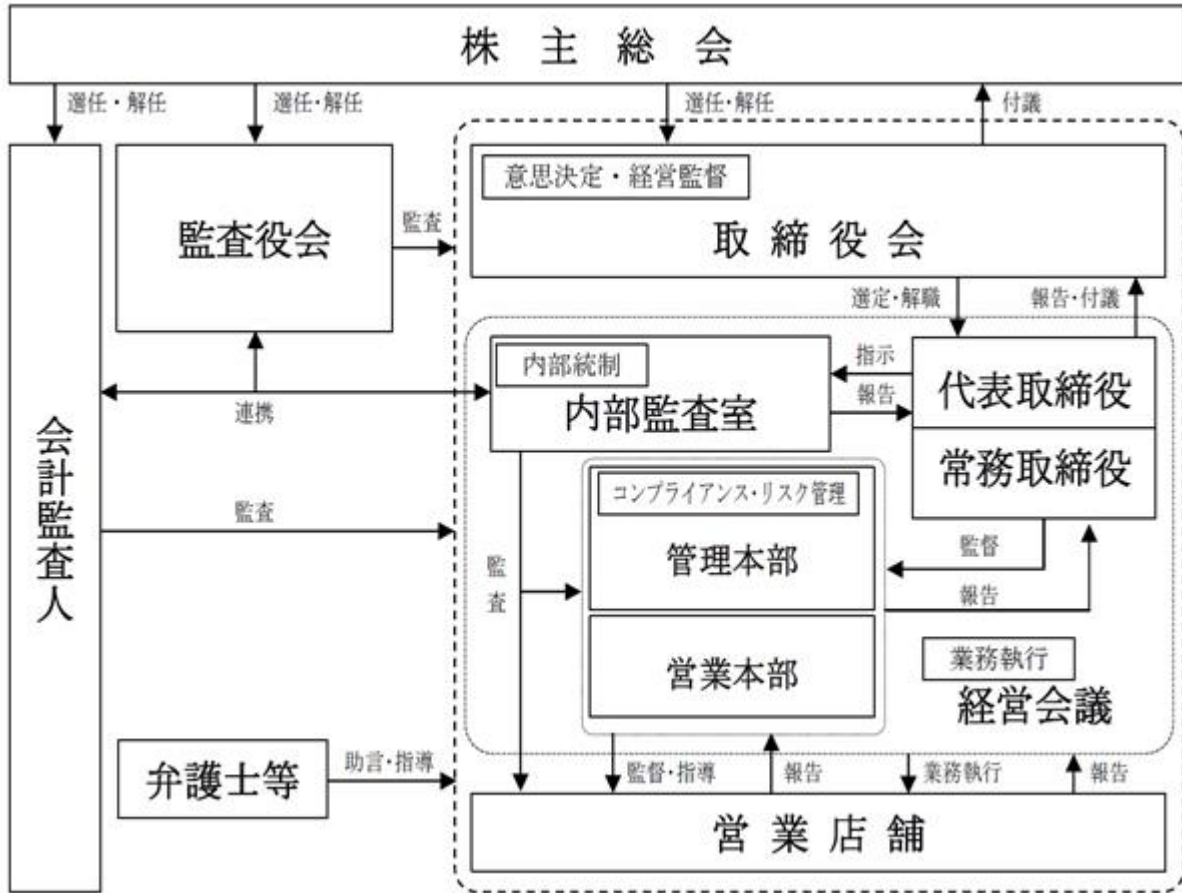 株主総会
選任・解任
選任・解任
選任・解任
付議
意思決定・経営監督
取締役会
監査役会
監査
選定・解職
報告・付議
内部統制
内部監査室
指示
報告
代表取締役
常務取締役
連携
会計監査人
コンプライアンス・リスク管理
管理本部
監査
監督
監査
報告
営業本部
業務執行
経営会議
弁護士等
助言・指導
監督・指導
報告
業務執行
報告
営業店舗